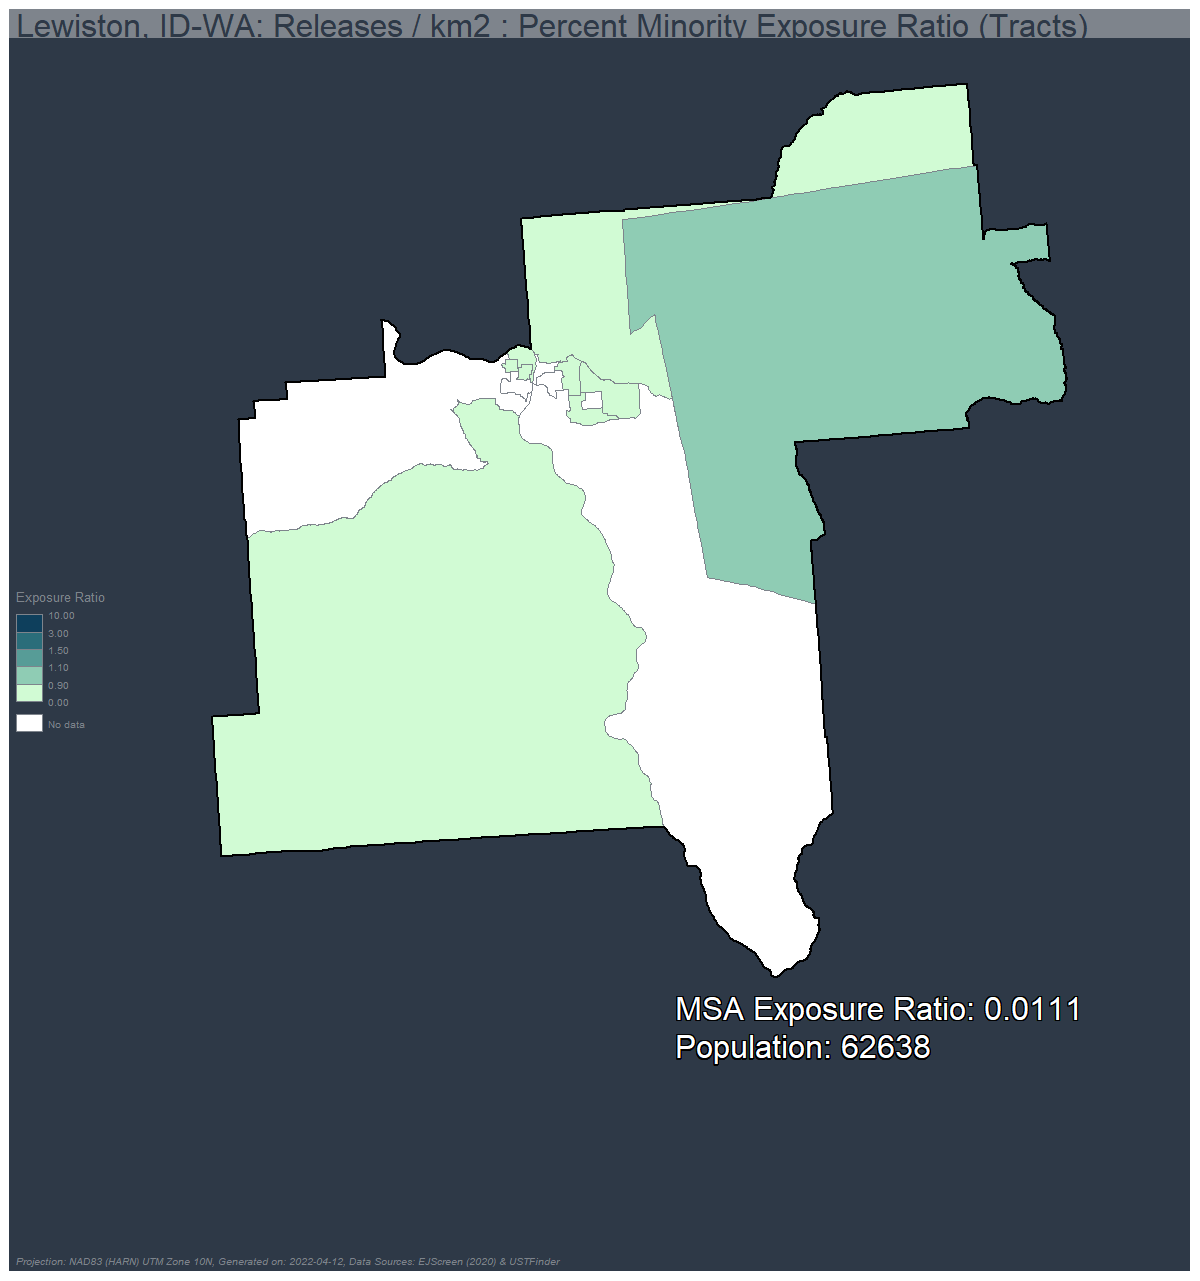 Lewiston, ID-WA: Releases / km2 : Percent Minority Exposure Ratio (Tracts)
Exposure Ratio
10.00
3.00
1.50
1.10
0.90
0.00
No data
MSA Exposure Ratio: 0.0111
Population: 62638
Projection: NAD83 (HARN) UTM Zone 10N, Generated on: 2022-04-12, Data Sources: EJScreen (2020) & USTFinder